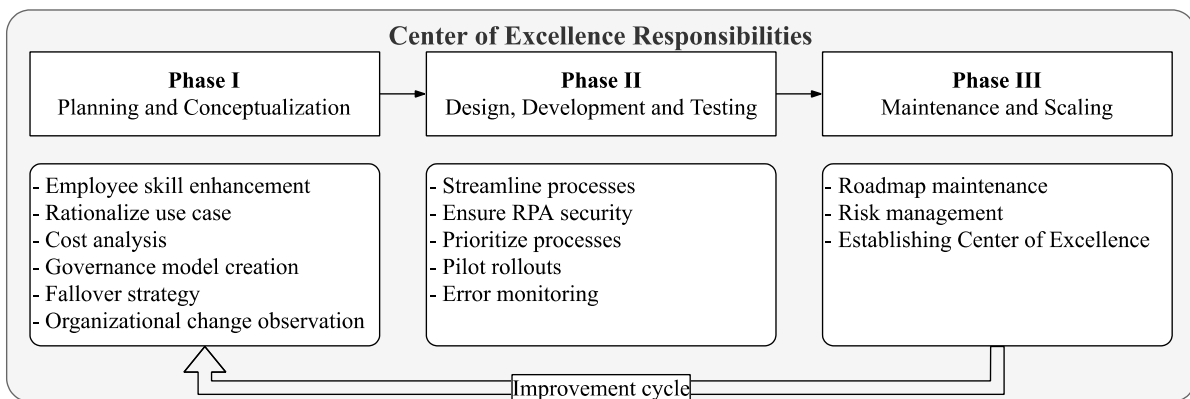 Center of Excellence Responsibilities
Phase I
Planning and Conceptualization
- Employee skill enhancement
- Rationalize use case
- Cost analysis
- Governance model creation
- Fallover strategy
- Organizational change observation
Phase II
Design, Development and Testing
- Streamline processes
- Ensure RPA security
- Prioritize processes
- Pilot rollouts
- Error monitoring
Phase III
Maintenance and Scaling
- Roadmap maintenance
- Risk management
- Establishing Center of Excellence
Improvement cycle